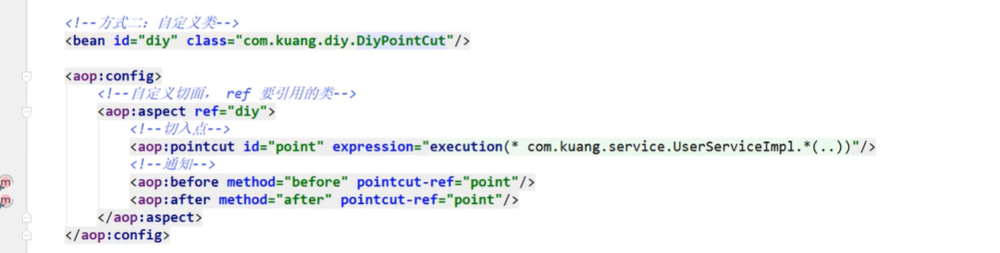 <!--方式二：自定义类-->
<bean id="diy" class="com.kuang.diy.DiyPointCut"/>
<aop:config>
<!--自定义切面， ref 要引用的类-->
<aop:aspect ref="diy">
<!--切入点-->
<aop:pointcut id="point" expression="execution(* com.kuang.service.UserServiceImpl.*(..))"/>
<!--通知-->
<aop:before method="before" pointcut-ref="point"/>
<aop:after method="after" pointcut-ref="point"/>
</aop:aspect>
</aop:config>